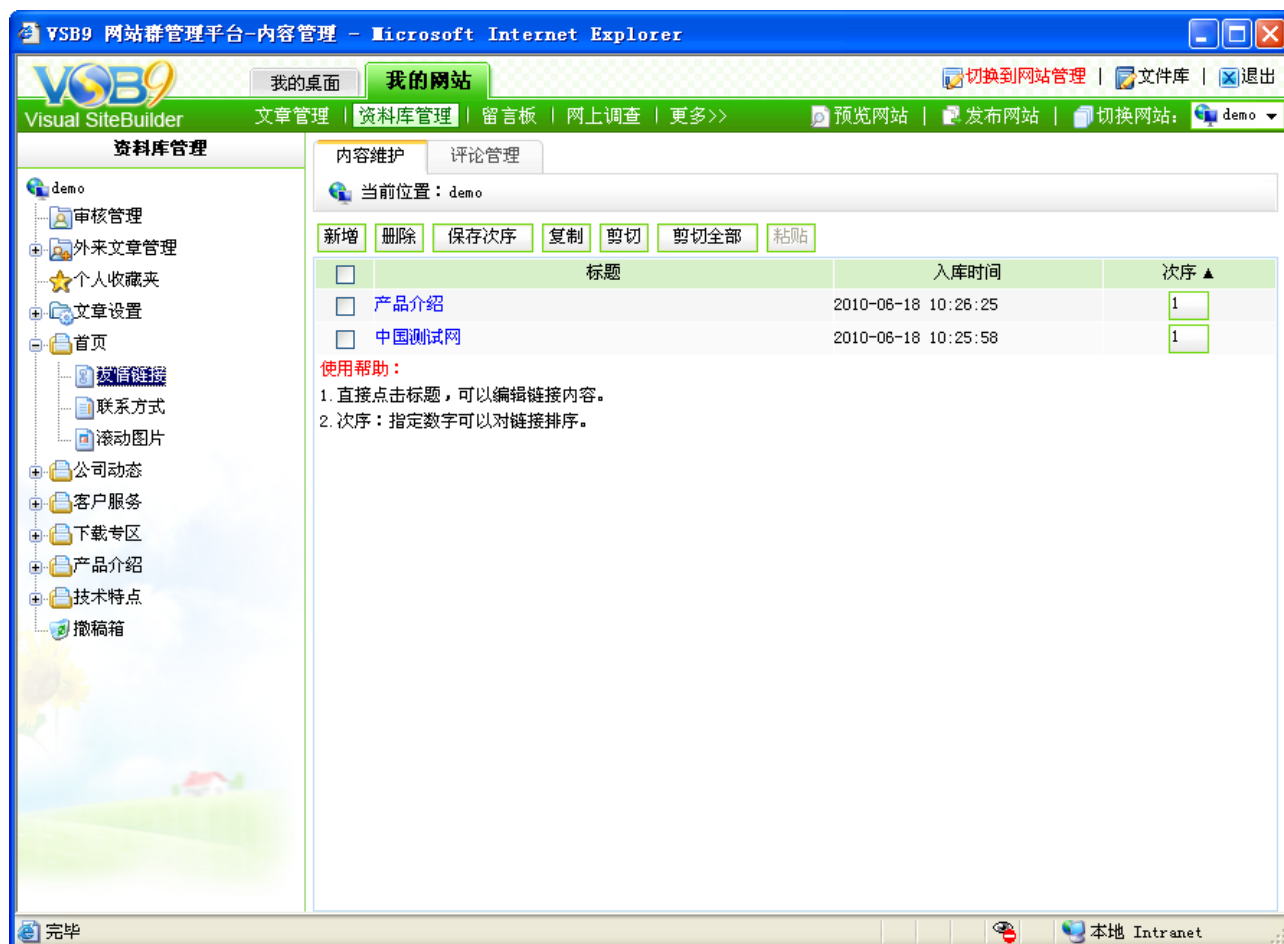 VSB9 网站群管理平台-内容管理 - Microsoft Internet Explorer
VSB9
Visual SiteBuilder
我的桌面 我的网站 切换到网站管理 | 文件库 | 退出
文章管理 | 资料库管理 | 留言板 | 网上调查 | 更多>> 预览网站 | 发布网站 | 切换网站: demo
资料库管理
demo
审核管理
外来文章管理
个人收藏夹
文章设置
首页
友情链接
联系方式
滚动图片
公司动态
客户服务
下载专区
产品介绍
技术特点
撤稿箱
内容维护 评论管理
当前位置：demo
新增 删除 保存次序 复制 剪切 剪切全部 粘贴
标题 入库时间 次序▲
产品介绍 2010-06-18 10:26:25 1
中国测试网 2010-06-18 10:25:58 1
使用帮助：
1.直接点击标题，可以编辑链接内容。
2.次序：指定数字可以对链接排序。
完毕 本地 Intranet